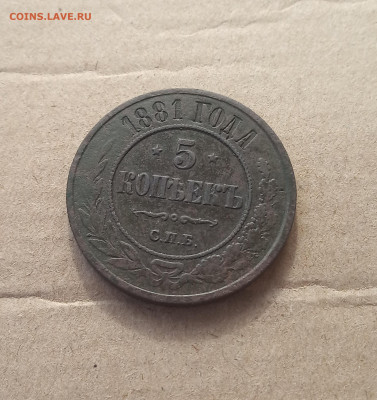 COINS.LAVE.RU
1881 ГОДА
* 5 *
КОПѢЕКЪ
С.П.Б.